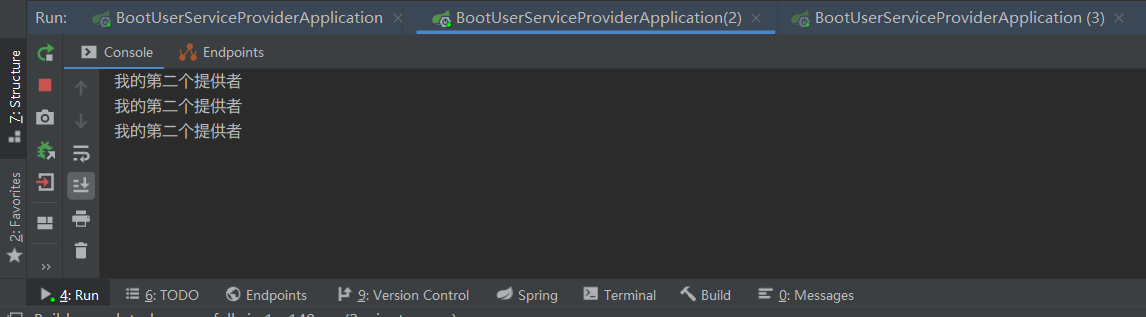 Run: BootUserServiceProviderApplication BootUserServiceProviderApplication(2) BootUserServiceProviderApplication (3)
Console Endpoints
我的第二个提供者
我的第二个提供者
我的第二个提供者
7: Structure
2: Favorites
4: Run 6: TODO Endpoints 9: Version Control Spring Terminal Build 0: Messages